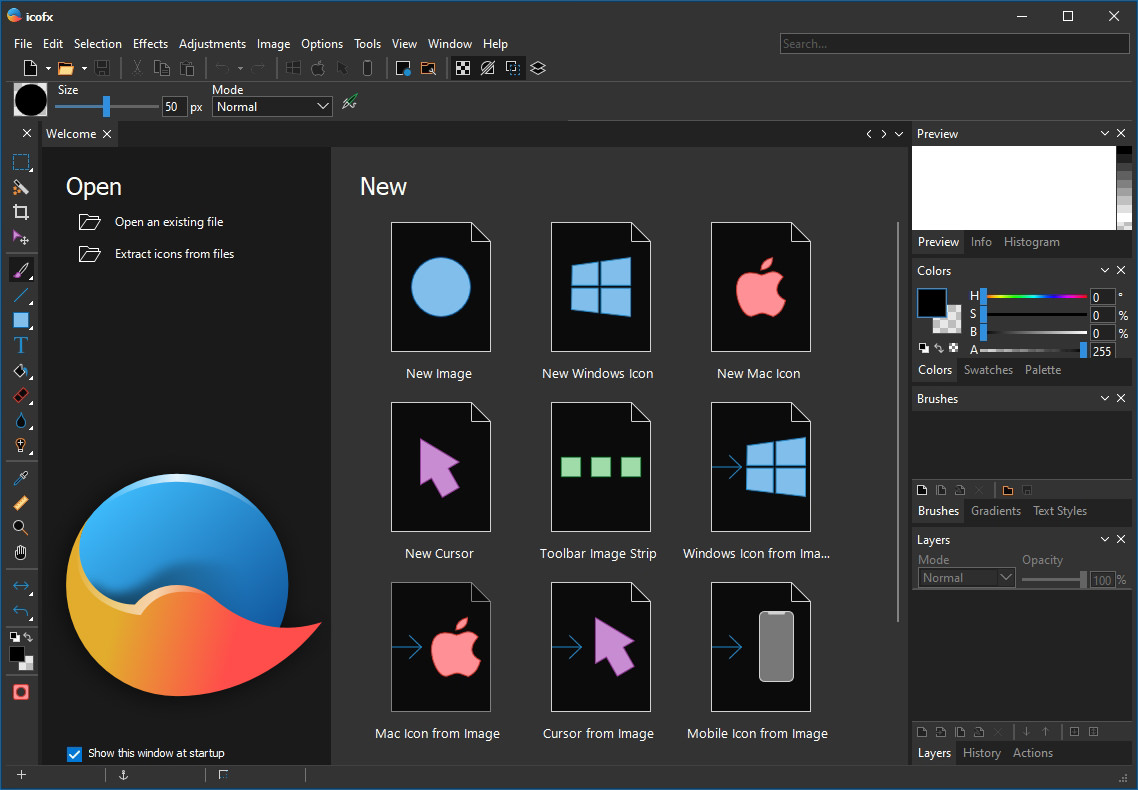 icofx
File Edit Selection Effects Adjustments Image Options Tools View Window Help
Search...
Size
50 px
Mode
Normal
Welcome
Open
Open an existing file
Extract icons from files
Show this window at startup
New
New Image
New Windows Icon
New Mac Icon
New Cursor
Toolbar Image Strip
Windows Icon from Ima...
Mac Icon from Image
Cursor from Image
Mobile Icon from Image
Preview
Preview Info Histogram
Colors
H 0 °
S 0 %
B 0 %
A 255
Colors Swatches Palette
Brushes
Brushes Gradients Text Styles
Layers
Mode Opacity
Normal 100 %
Layers History Actions